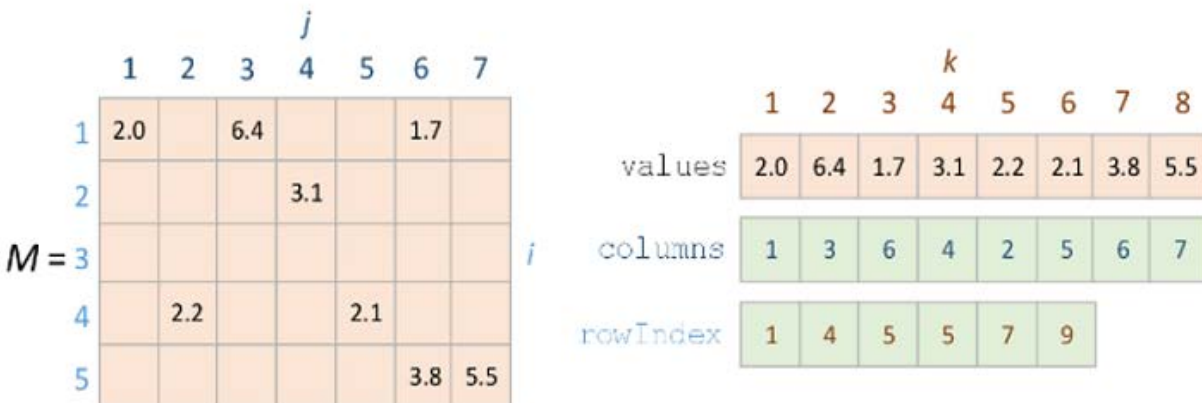 j
1 2 3 4 5 6 7
1 2.0 6.4 1.7
2 3.1
M = 3 i
4 2.2 2.1
5 3.8 5.5
k
1 2 3 4 5 6 7 8
values 2.0 6.4 1.7 3.1 2.2 2.1 3.8 5.5
columns 1 3 6 4 2 5 6 7
rowIndex 1 4 5 5 7 9